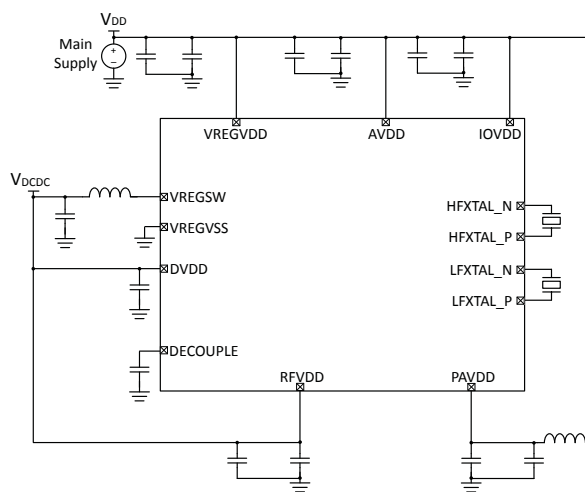 VDD
Main
Supply
+
−
VREGVDD
AVDD
IOVDD
VDCDC
VREGSW
VREGVSS
DVDD
DECOUPLE
HFXTAL_N
HFXTAL_P
LFXTAL_N
LFXTAL_P
RFVDD
PAVDD